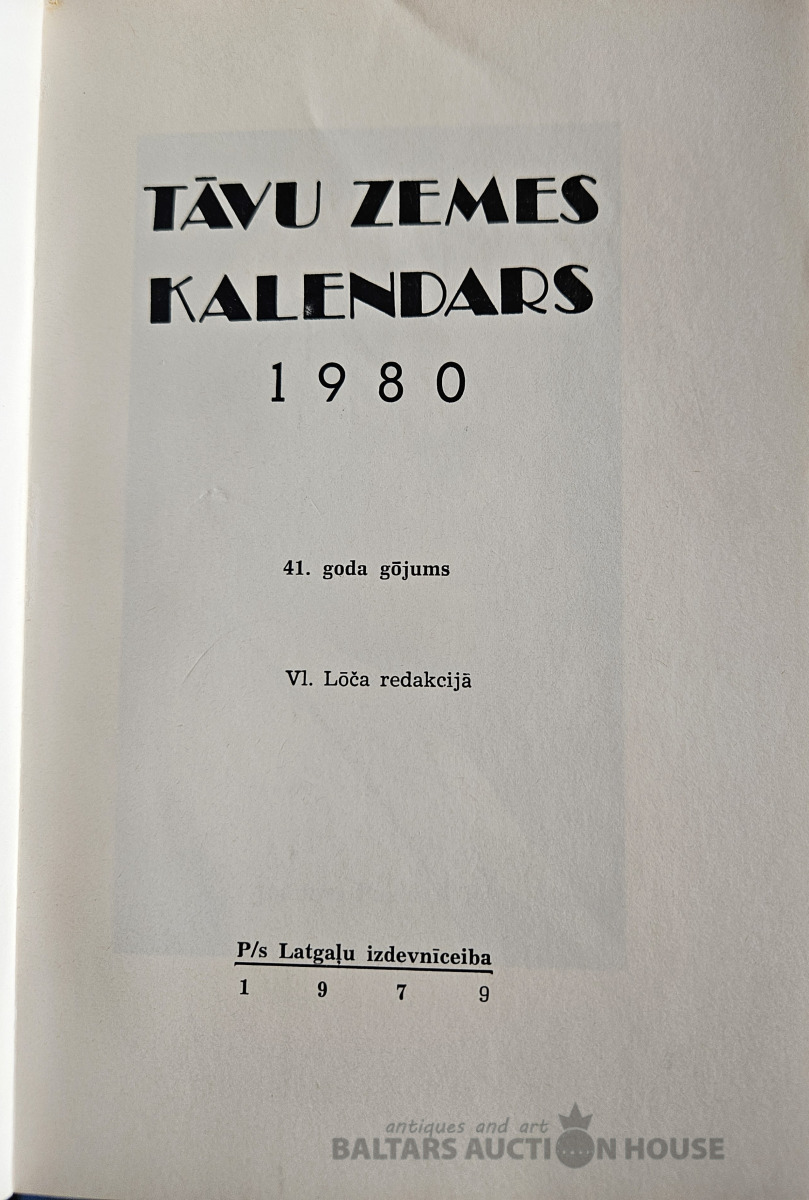 TĀVU ZEMES
KALENDARS
1980
41. goda gōjums
Vl. Lōča redakcijā
P/s Latgaļu izdevnīceiba
1 9 7 9
antiques and art
BALTARS AUCTION HOUSE